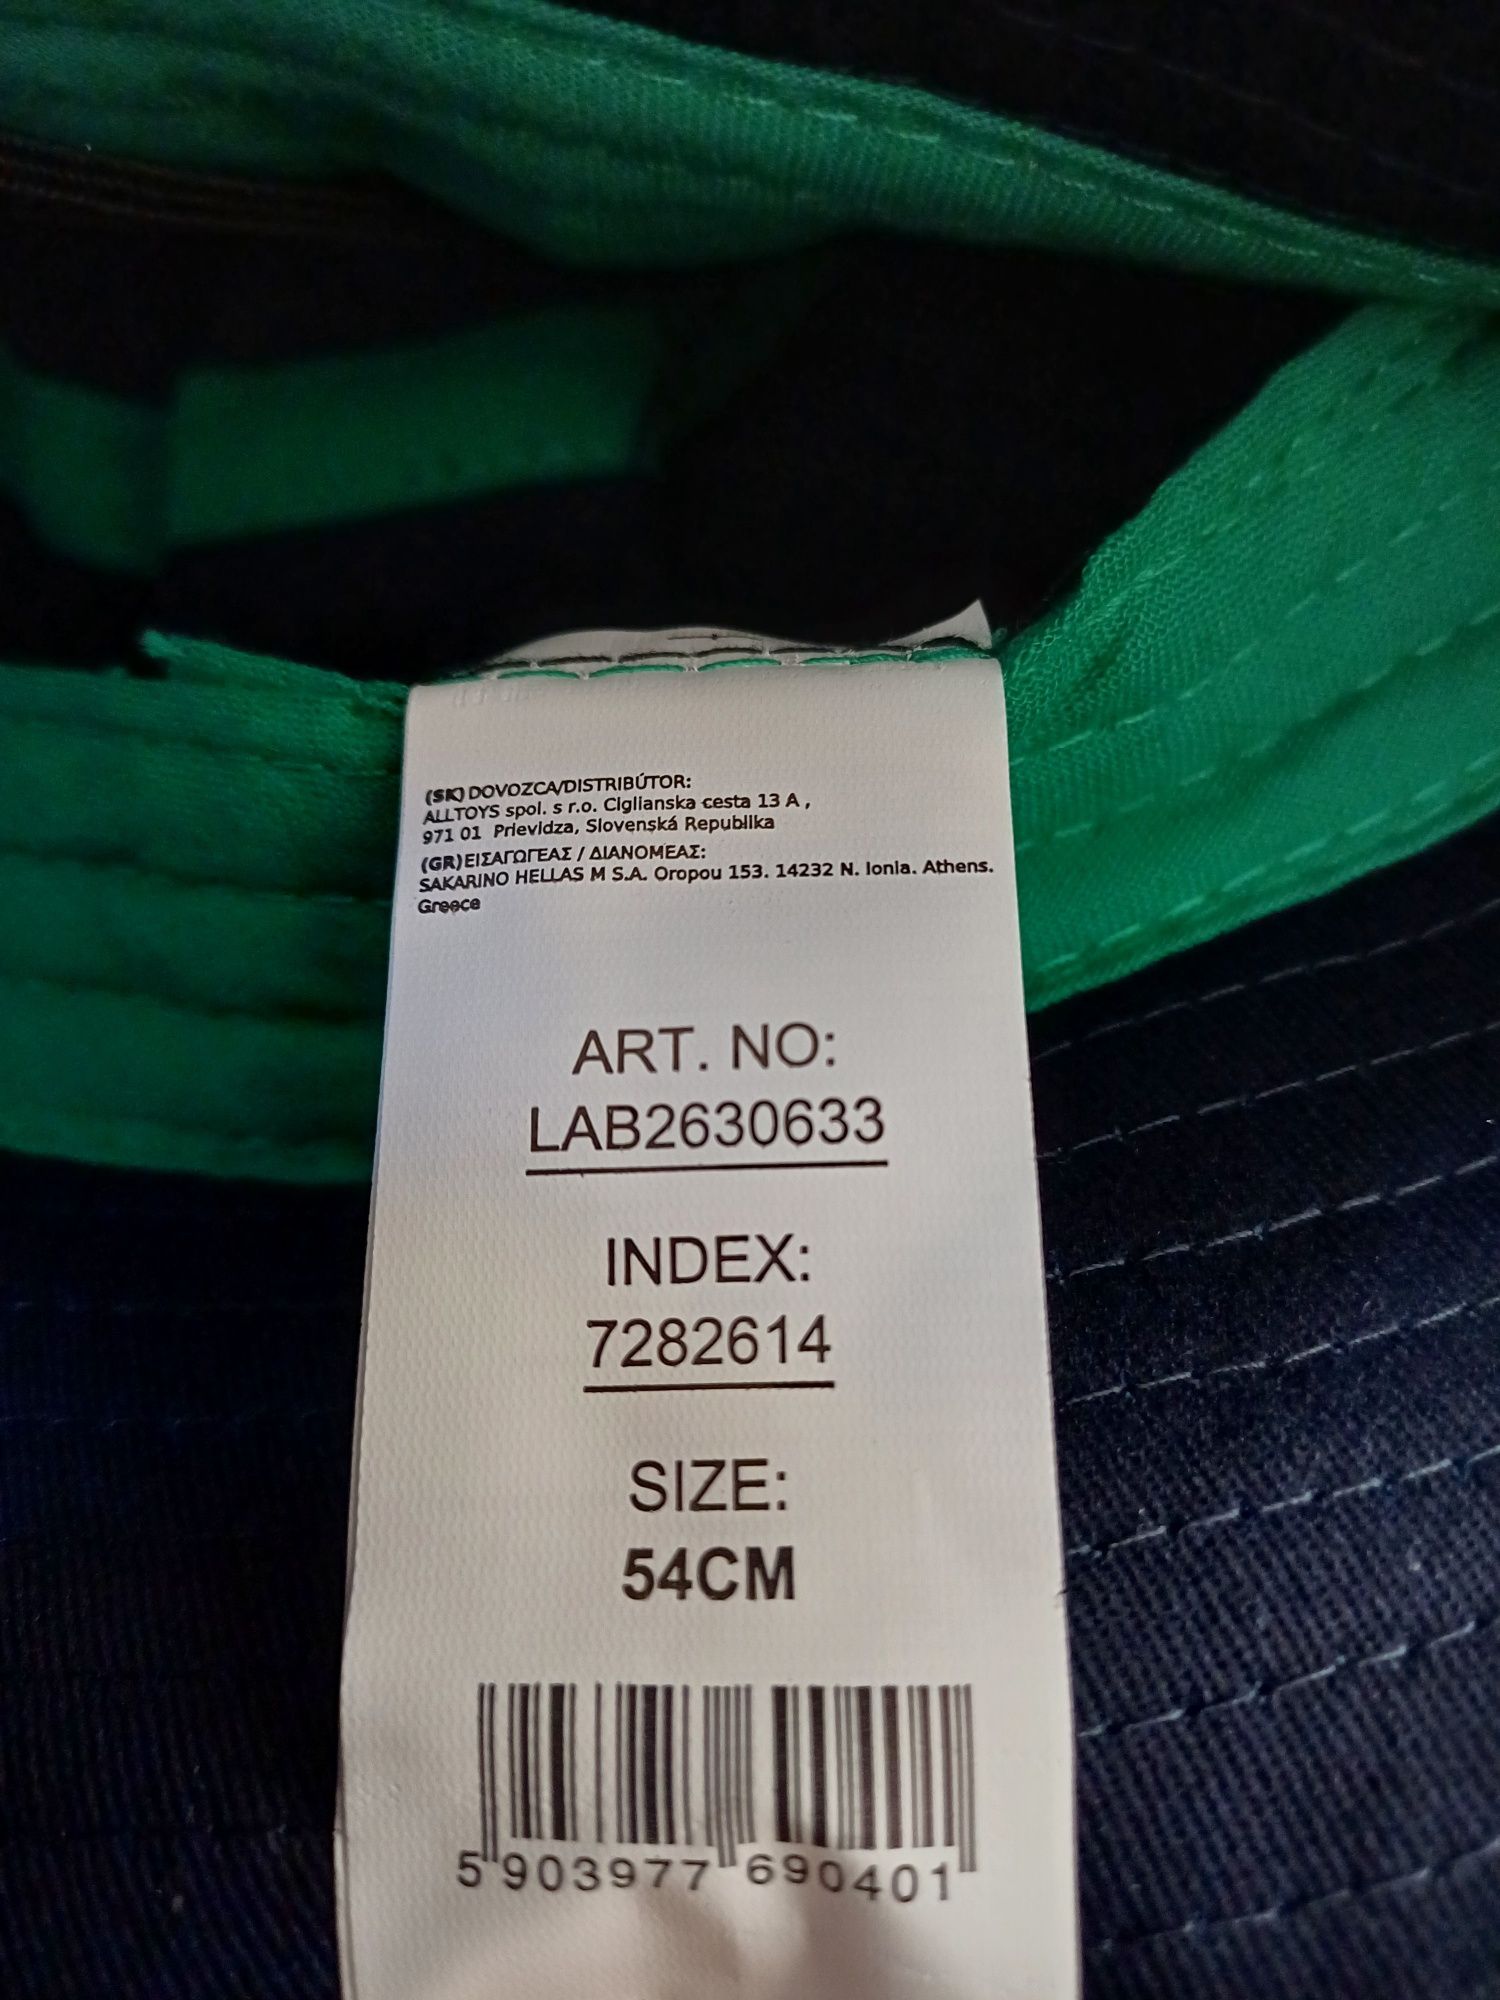 (SK) DOVOZCA/DISTRIBÚTOR:
ALLTOYS spol. s r.o. Ciglianska cesta 13 A ,
971 01 Prievidza, Slovenská Republika
(GR)ΕΙΣΑΓΩΓΕΑΣ / ΔΙΑΝΟΜΕΑΣ:
SAKARINO HELLAS M S.A. Oropou 153. 14232 N. Ionia. Athens.
Greece
ART. NO:
LAB2630633
INDEX:
7282614
SIZE:
54CM
5 903977 690401